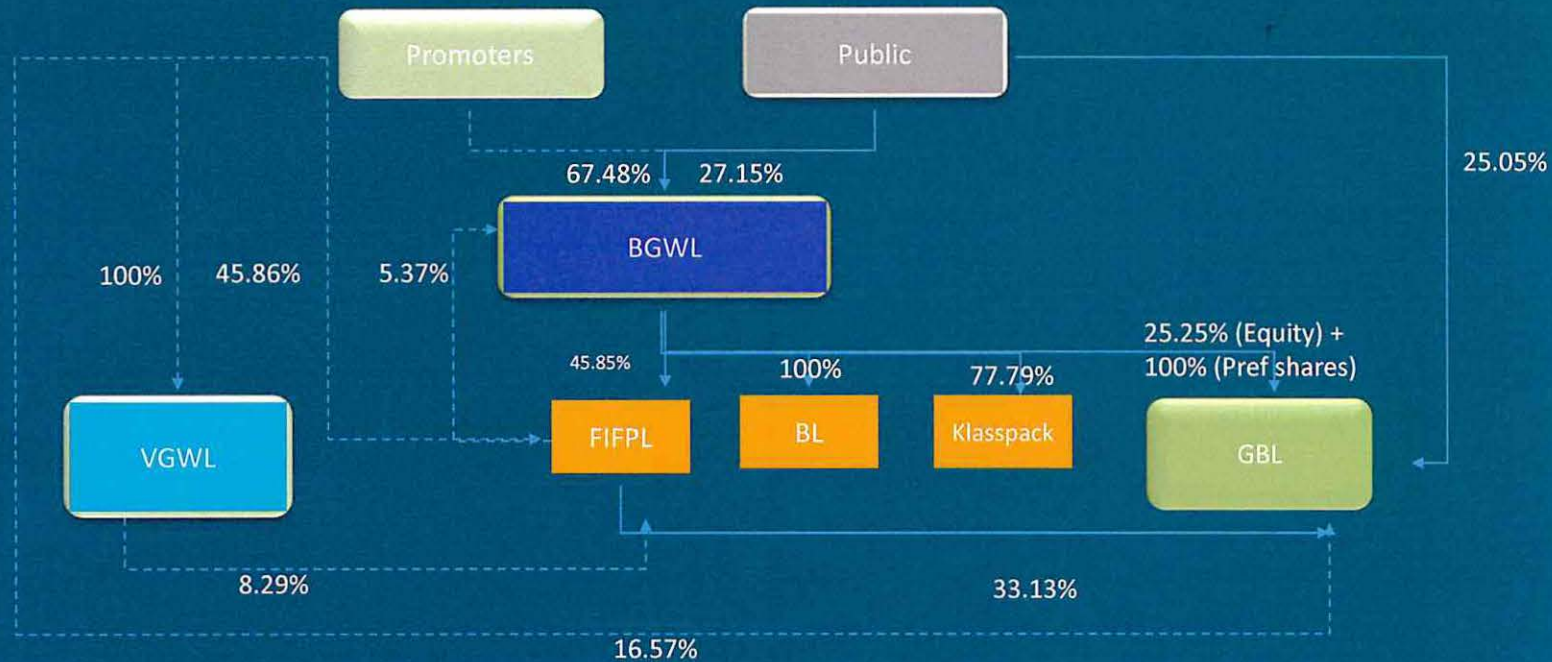 Promoters
Public
67.48%
27.15%
25.05%
BGWL
100%
45.86%
5.37%
25.25% (Equity) +
100% (Pref shares)
45.85%
100%
77.79%
VGWL
FIFPL
BL
Klasspack
GBL
8.29%
33.13%
16.57%